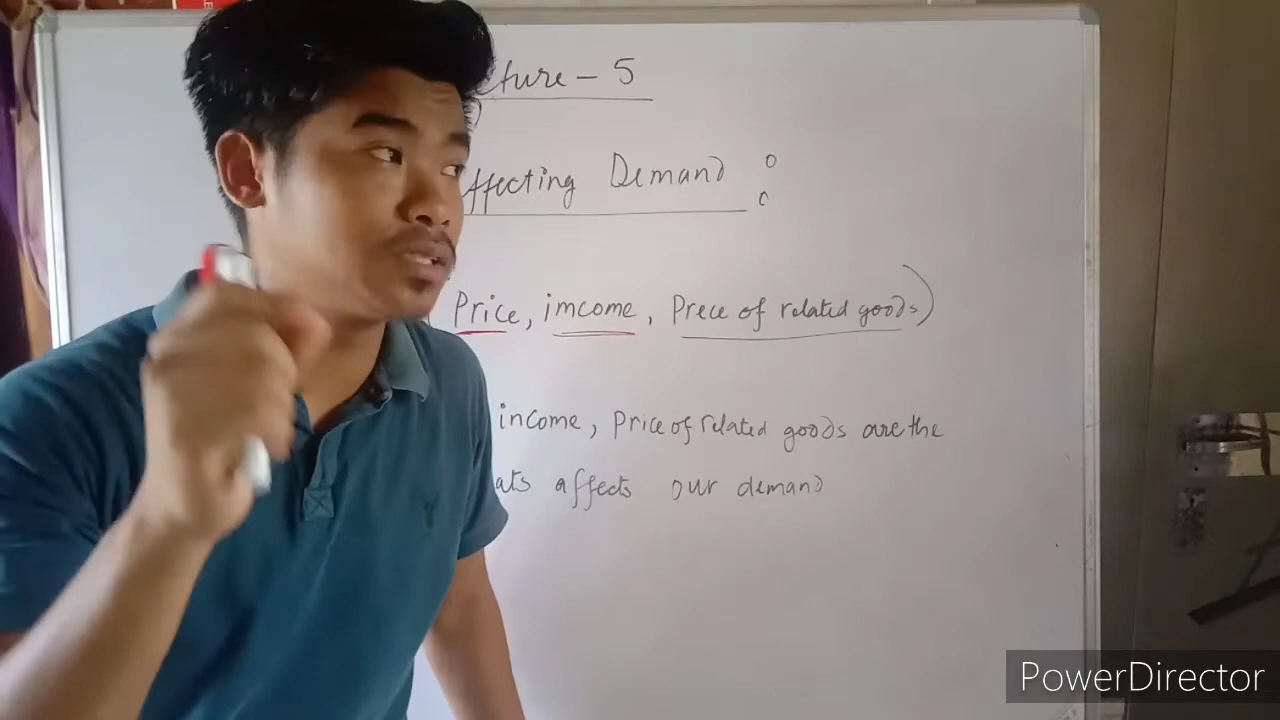 cture - 5
ffecting Demand :
Price, imcome, Prece of related goods)
income, Price of related goods are the
ats affects our demand
PowerDirector